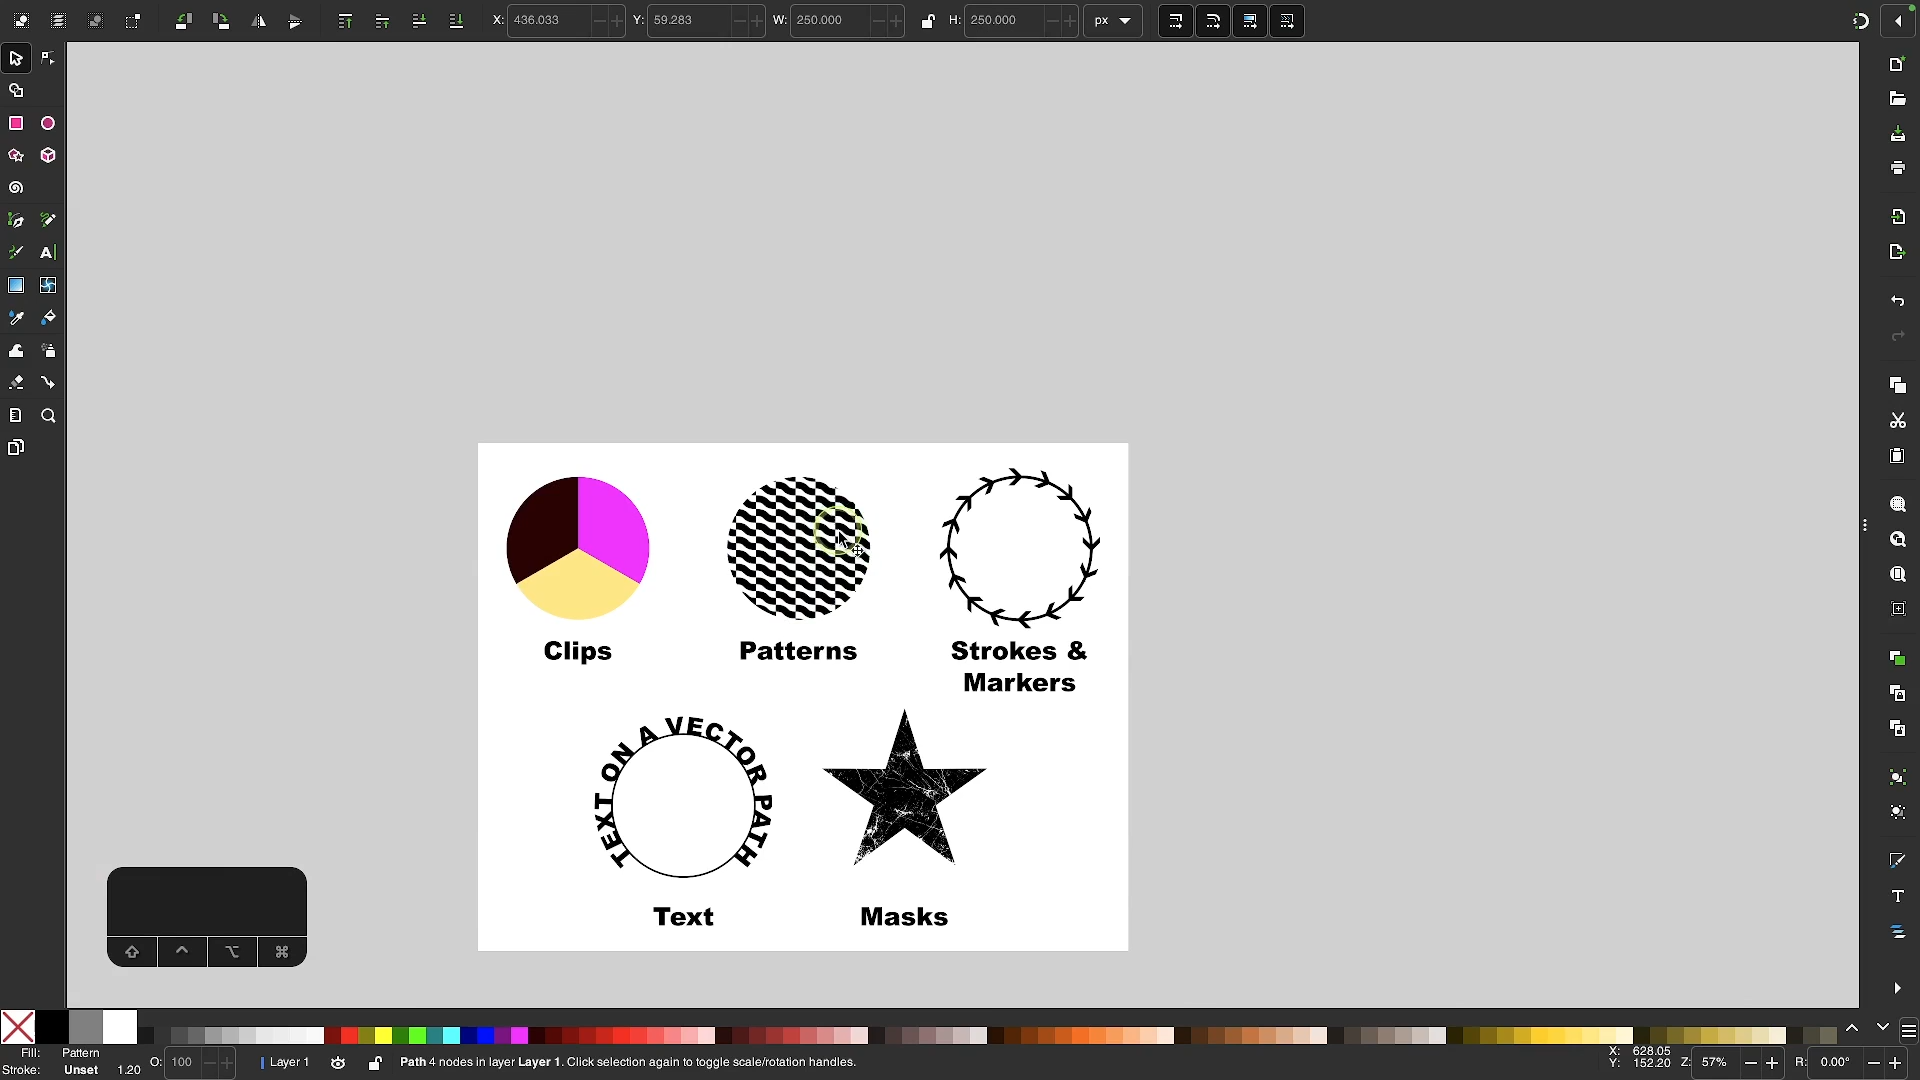 X: 436.033 Y: 59.283 W: 250.000 H: 250.000 px
Clips
Patterns
Strokes &
Markers
TEXT ON A VECTOR PATH
Text
Masks
Fill: Pattern
Stroke: Unset 1.20
O: 100
Layer 1
Path 4 nodes in layer Layer 1. Click selection again to toggle scale/rotation handles.
X: 628.05
Y: 152.20
Z: 57%
R: 0.00°